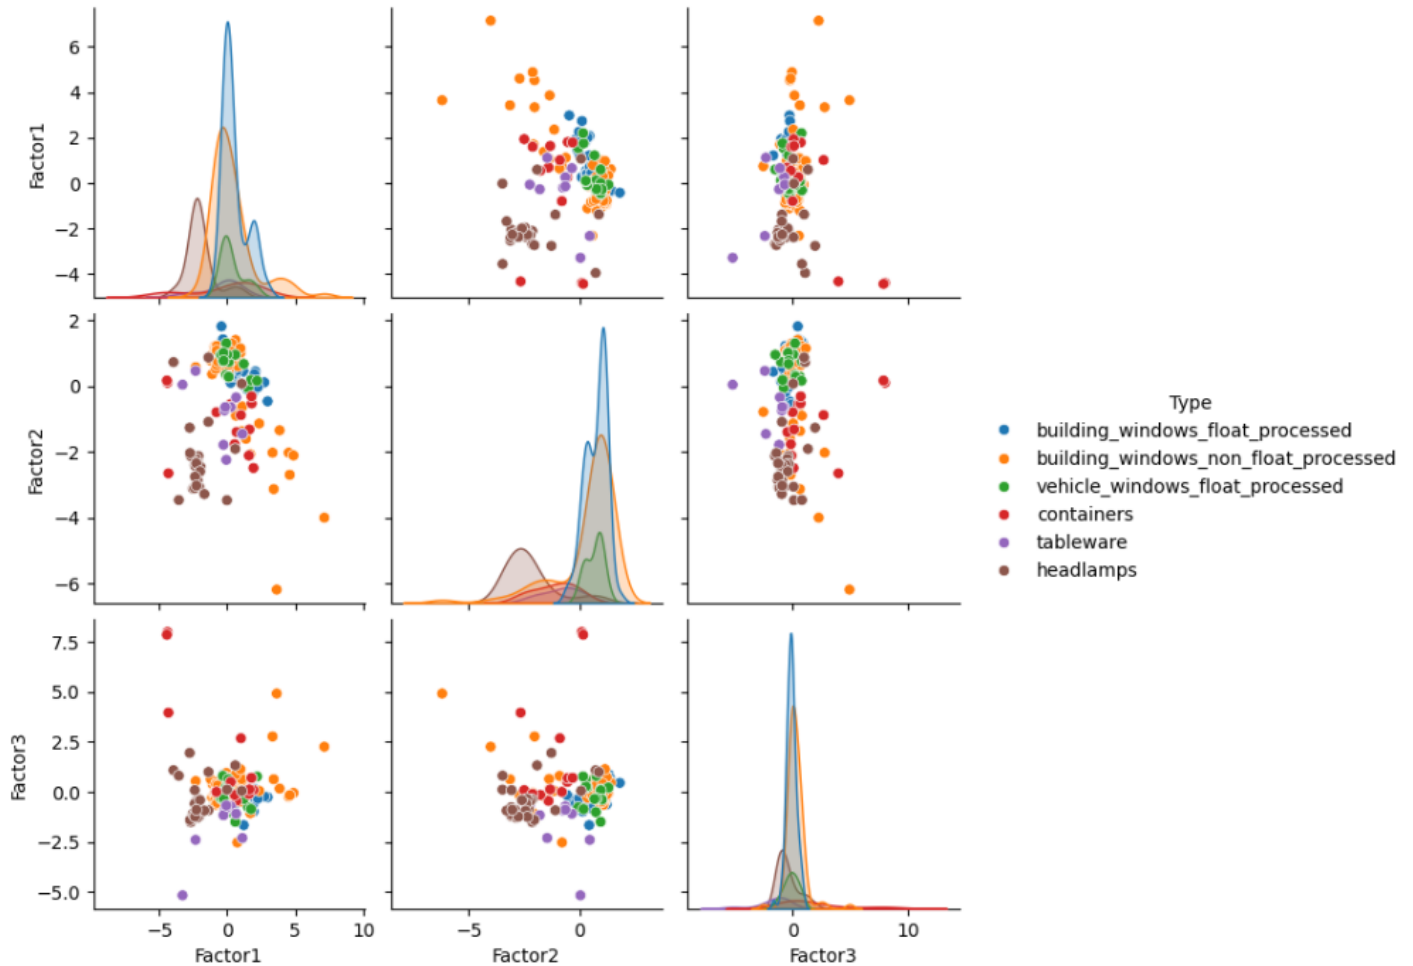 6
4
2
0
−2
−4
Factor1
2
0
−2
−4
−6
Factor2
7.5
5.0
2.5
0.0
−2.5
−5.0
Factor3
−5
0
5
10
Factor1
−5
0
Factor2
0
10
Factor3
Type
building_windows_float_processed
building_windows_non_float_processed
vehicle_windows_float_processed
containers
tableware
headlamps